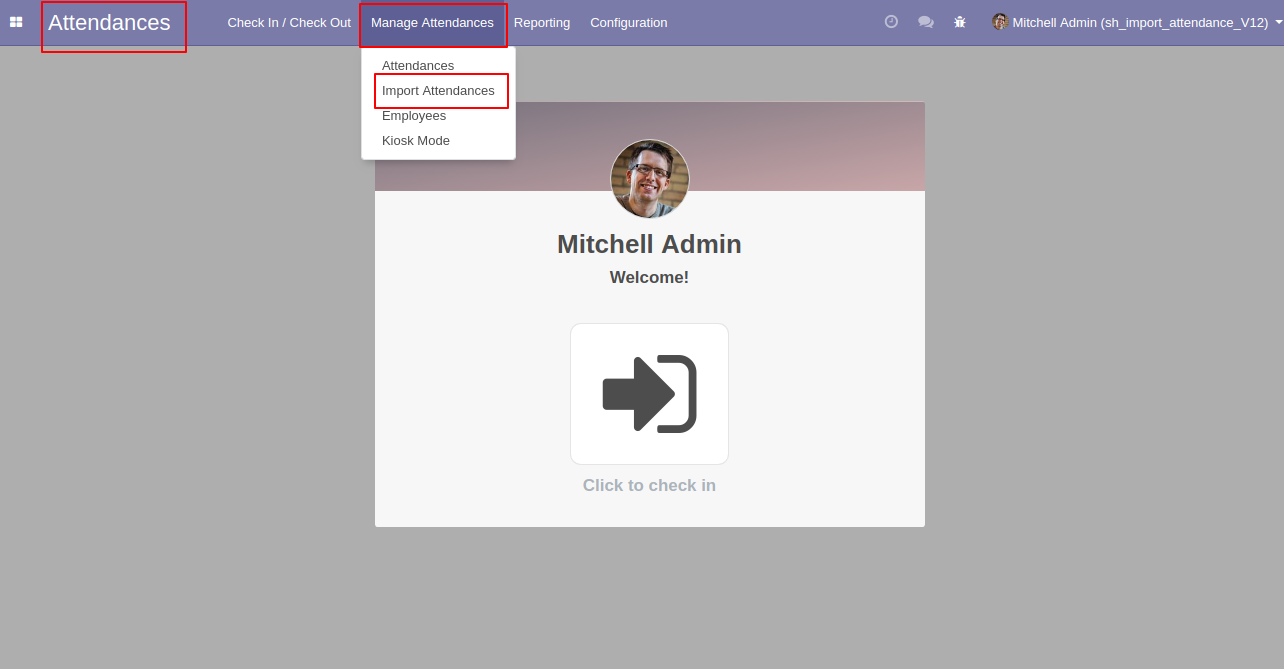 Attendances Check In / Check Out Manage Attendances Reporting Configuration Mitchell Admin (sh_import_attendance_V12)
Attendances
Import Attendances
Employees
Kiosk Mode
Mitchell Admin
Welcome!
Click to check in